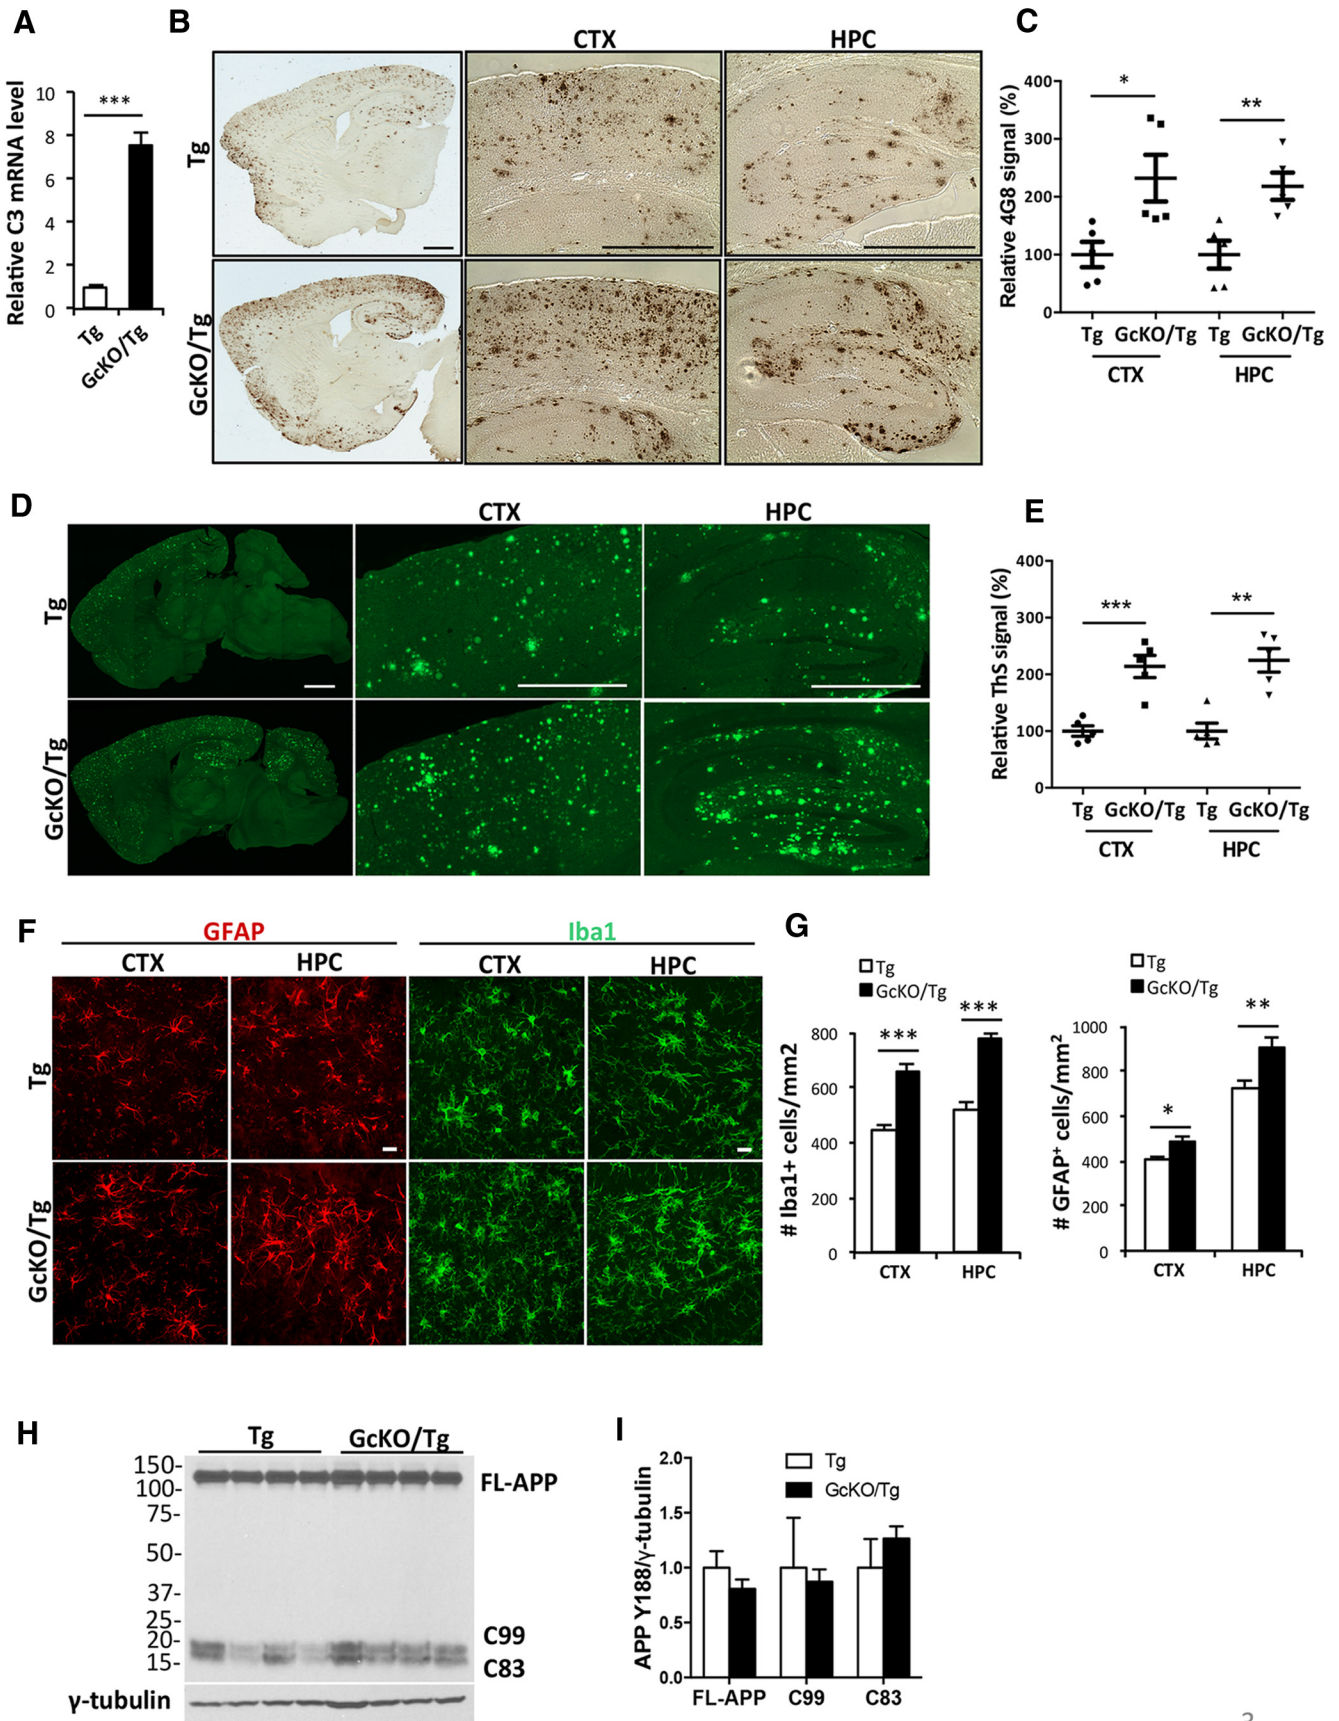 A
Relative C3 mRNA level
10
8
6
4
2
0
***
Tg
GcKO/Tg
B
CTX
HPC
Tg
GcKO/Tg
C
Relative 4G8 signal (%)
400
300
200
100
0
*
**
Tg GcKO/Tg Tg GcKO/Tg
CTX HPC
D
CTX
HPC
Tg
GcKO/Tg
E
Relative ThS signal (%)
400
300
200
100
0
***
**
Tg GcKO/Tg Tg GcKO/Tg
CTX HPC
F
GFAP
Iba1
CTX HPC CTX HPC
Tg
GcKO/Tg
G
Tg
GcKO/Tg
# Iba1+ cells/mm2
800
600
400
200
0
***
***
CTX HPC
Tg
GcKO/Tg
# GFAP⁺ cells/mm²
1000
800
600
400
200
0
*
**
CTX HPC
H
Tg GcKO/Tg
150-
100-
75-
50-
37-
25-
20-
15-
FL-APP
C99
C83
γ-tubulin
I
APP Y188/γ-tubulin
2.0
1.5
1.0
0.5
0.0
Tg
GcKO/Tg
FL-APP C99 C83